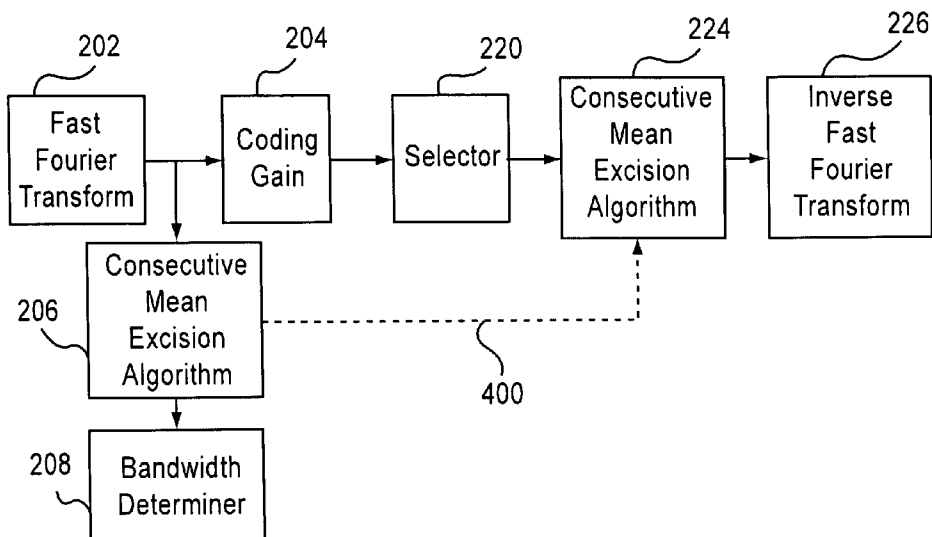 202
204
220
224
226
Fast
Fourier
Transform
Coding
Gain
Selector
Consecutive
Mean
Excision
Algorithm
Inverse
Fast
Fourier
Transform
206
Consecutive
Mean
Excision
Algorithm
400
208
Bandwidth
Determiner